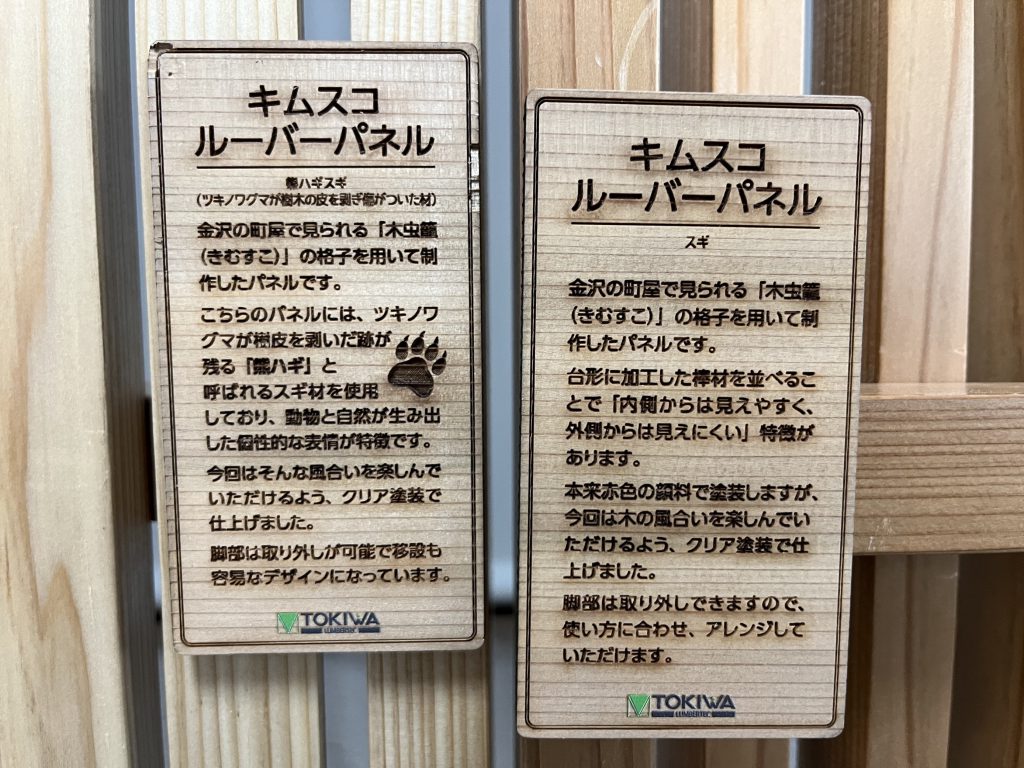 キムスコ
ルーバーパネル
熊ハギスギ
（ツキノワグマが樹木の皮を剥ぎ傷がついた材）
金沢の町屋で見られる「木虫籠
（きむすこ）」の格子を用いて制
作したパネルです。
こちらのパネルには、ツキノワ
グマが樹皮を剥いだ跡が
残る「熊ハギ」と
呼ばれるスギ材を使用
しており、動物と自然が生み出
した個性的な表情が特徴です。
今回はそんな風合いを楽しんで
いただけるよう、クリア塗装で
仕上げました。
脚部は取り外しが可能で移設も
容易なデザインになっています。
TOKIWA
LUMBERTEC
キムスコ
ルーバーパネル
スギ
金沢の町屋で見られる「木虫籠
（きむすこ）」の格子を用いて制
作したパネルです。
台形に加工した棒材を並べるこ
とで「内側からは見えやすく、
外側からは見えにくい」特徴が
あります。
本来赤色の顔料で塗装しますが、
今回は木の風合いを楽しんでい
ただけるよう、クリア塗装で仕
上げました。
脚部は取り外しできますので、
使い方に合わせ、アレンジして
いただけます。
TOKIWA
LUMBERTEC